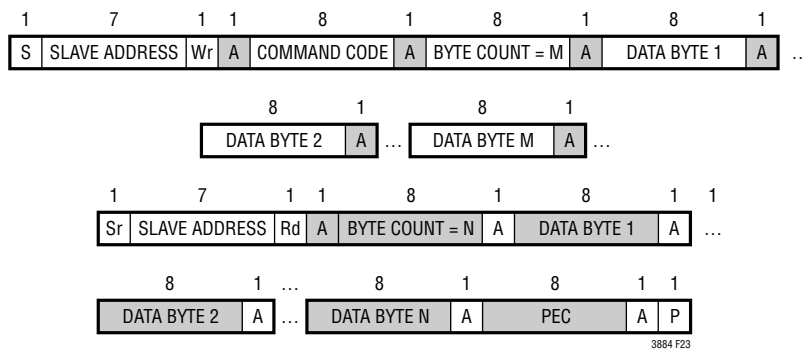 1 7 1 1 8 1 8 1 8 1
S SLAVE ADDRESS Wr A COMMAND CODE A BYTE COUNT = M A DATA BYTE 1 A ..
8 1 8 1
DATA BYTE 2 A ... DATA BYTE M A ...
1 7 1 1 8 1 8 1 1
Sr SLAVE ADDRESS Rd A BYTE COUNT = N A DATA BYTE 1 A ...
8 1 ... 8 1 8 1 1
DATA BYTE 2 A ... DATA BYTE N A PEC A P
3884 F23